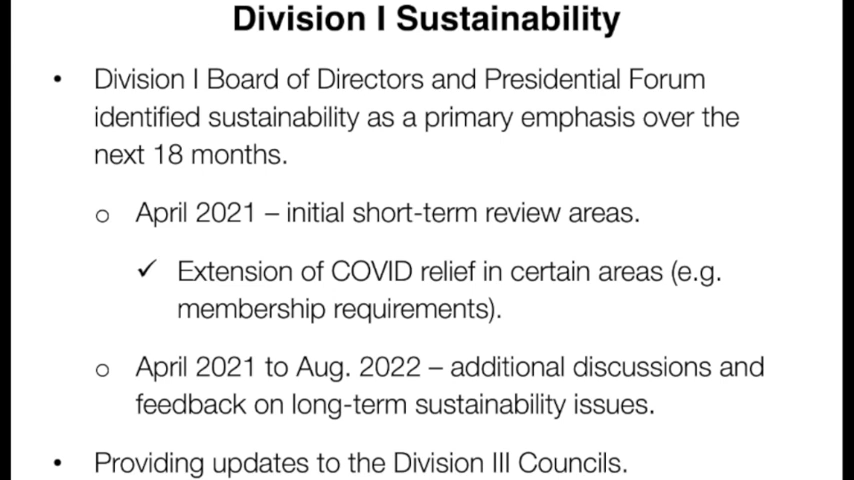 Division I Sustainability
• Division I Board of Directors and Presidential Forum
identified sustainability as a primary emphasis over the
next 18 months.
o April 2021 – initial short-term review areas.
✓ Extension of COVID relief in certain areas (e.g.
membership requirements).
o April 2021 to Aug. 2022 – additional discussions and
feedback on long-term sustainability issues.
• Providing updates to the Division III Councils.